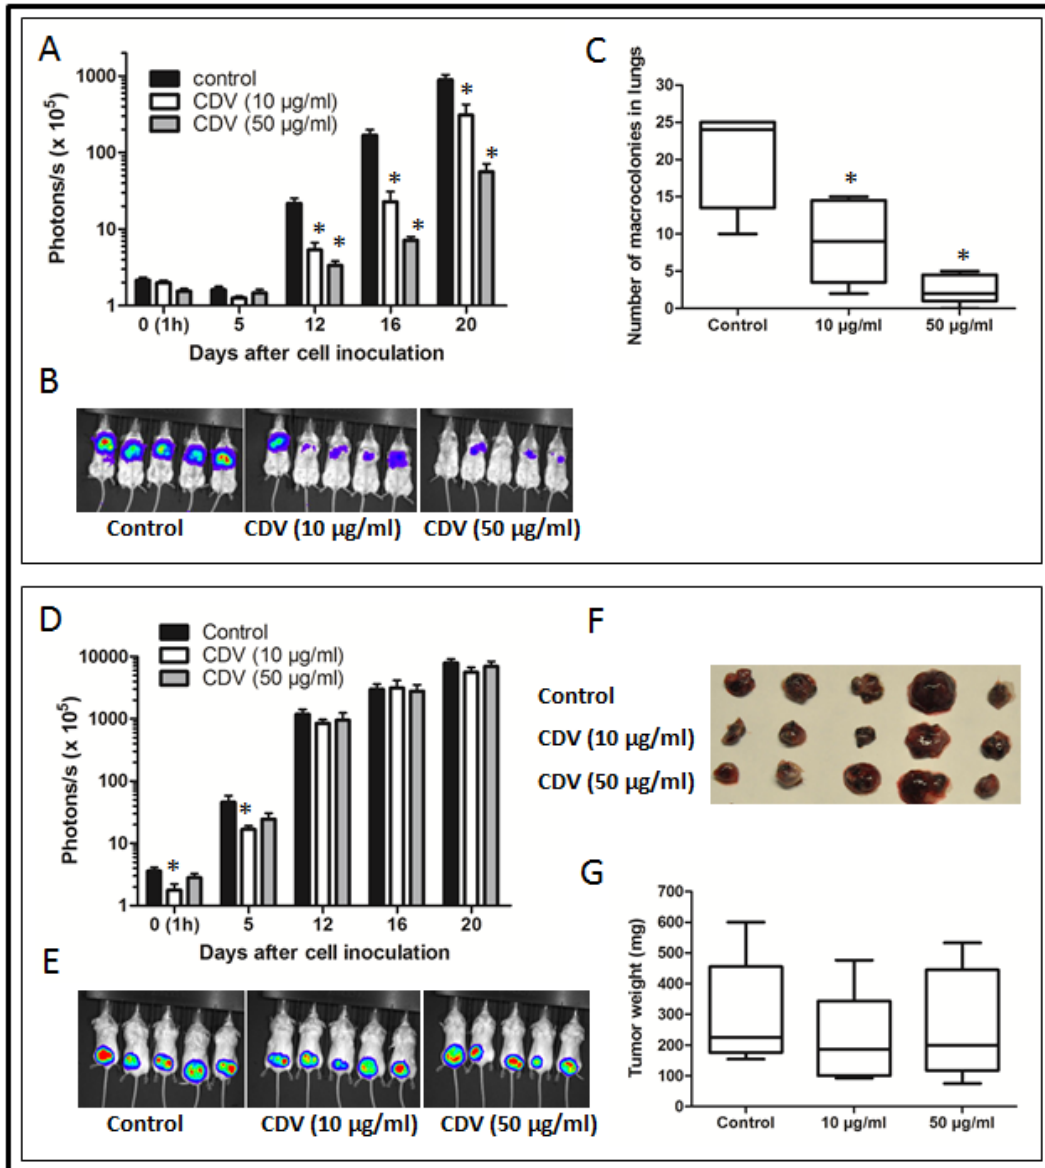 A
control
CDV (10 µg/ml)
CDV (50 µg/ml)
Photons/s (x 10⁵)
1000
100
10
1
* * * * * *
0 (1h) 5 12 16 20
Days after cell inoculation
C
Number of macrocolonies in lungs
30
25
20
15
10
5
0
* *
Control 10 µg/ml 50 µg/ml
B
Control CDV (10 µg/ml) CDV (50 µg/ml)
D
Control
CDV (10 µg/ml)
CDV (50 µg/ml)
Photons/s (x 10⁵)
10000
1000
100
10
1
* *
0 (1h) 5 12 16 20
Days after cell inoculation
F
Control
CDV (10 µg/ml)
CDV (50 µg/ml)
E
Control CDV (10 µg/ml) CDV (50 µg/ml)
G
Tumor weight (mg)
700
600
500
400
300
200
100
0
Control 10 µg/ml 50 µg/ml